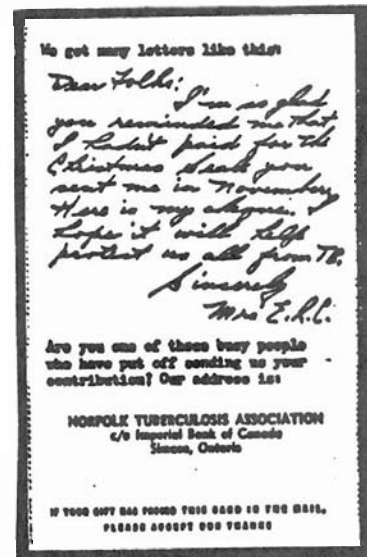 We get many letters like this:
Dear Folks:
I'm so glad
you reminded me that
I hadn't paid for the
Christmas Seals you
sent me in November.
Here is my cheque. I
hope it will help
protect us all from TB.
Sincerely
Mrs E.R.C.
Are you one of those busy people
who have put off sending us your
contribution? Our address is:
NORFOLK TUBERCULOSIS ASSOCIATION
c/o Imperial Bank of Canada
Simcoe, Ontario
IF YOUR GIFT HAS PASSED THIS CARD IN THE MAIL,
PLEASE ACCEPT OUR THANKS